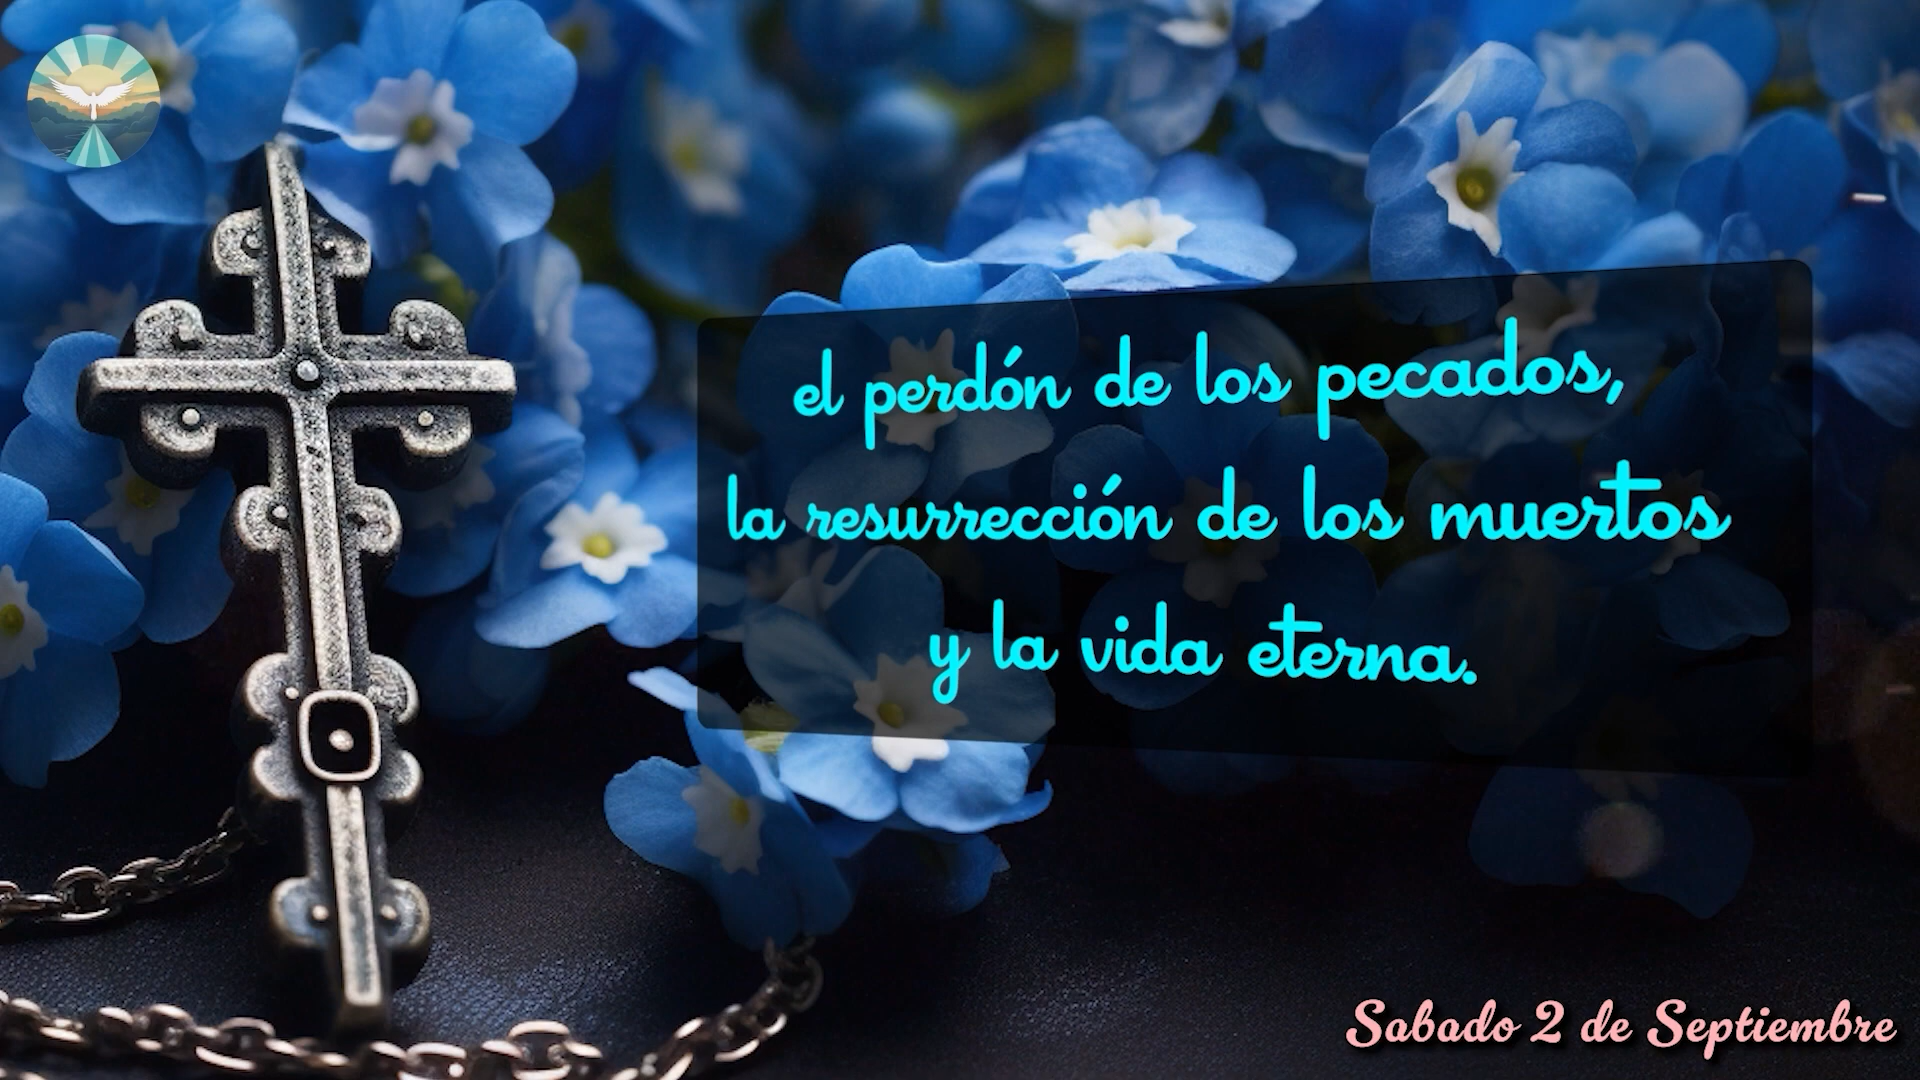 el perdón de los pecados,
la resurrección de los muertos
y la vida eterna.
Sabado 2 de Septiembre